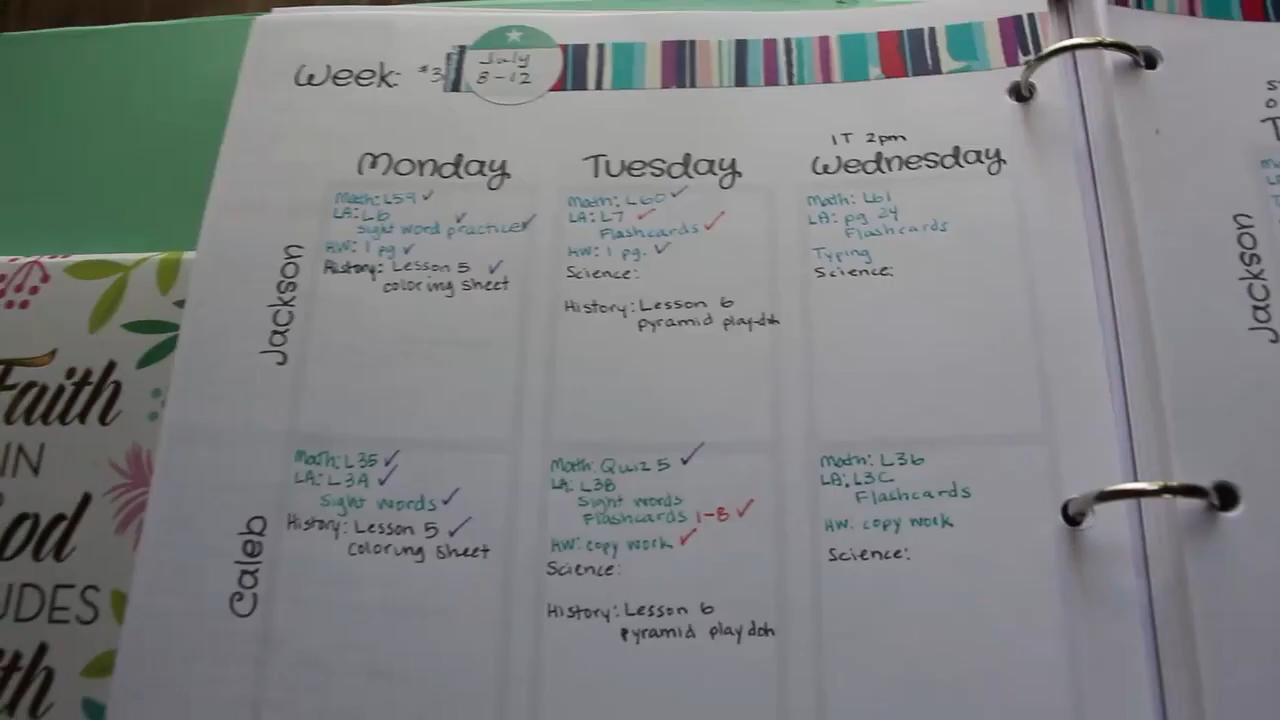 Week: #3
July
8-12
IT 2pm
Monday
Tuesday
Wednesday
Jackson
Math: L59 ✓
LA: L6 ✓
Sight word practice ✓
HW: 1 pg ✓
History: Lesson 5 ✓
coloring sheet
Math: L60 ✓
LA: L7 ✓
Flashcards ✓
HW: 1 pg. ✓
Science:
History: Lesson 6
pyramid play-doh
Math: L61
LA: pg 24
Flashcards
Typing
Science:
Caleb
Math: L35 ✓
LA: L3A ✓
Sight words ✓
History: Lesson 5 ✓
coloring sheet
Math: Quiz 5 ✓
LA: L3B
Sight words
Flashcards 1-8 ✓
HW: copy work ✓
Science:
History: Lesson 6
pyramid play doh
Math: L36
LA: L3C
Flashcards
HW: copy work
Science:
Jackson
Faith
IN